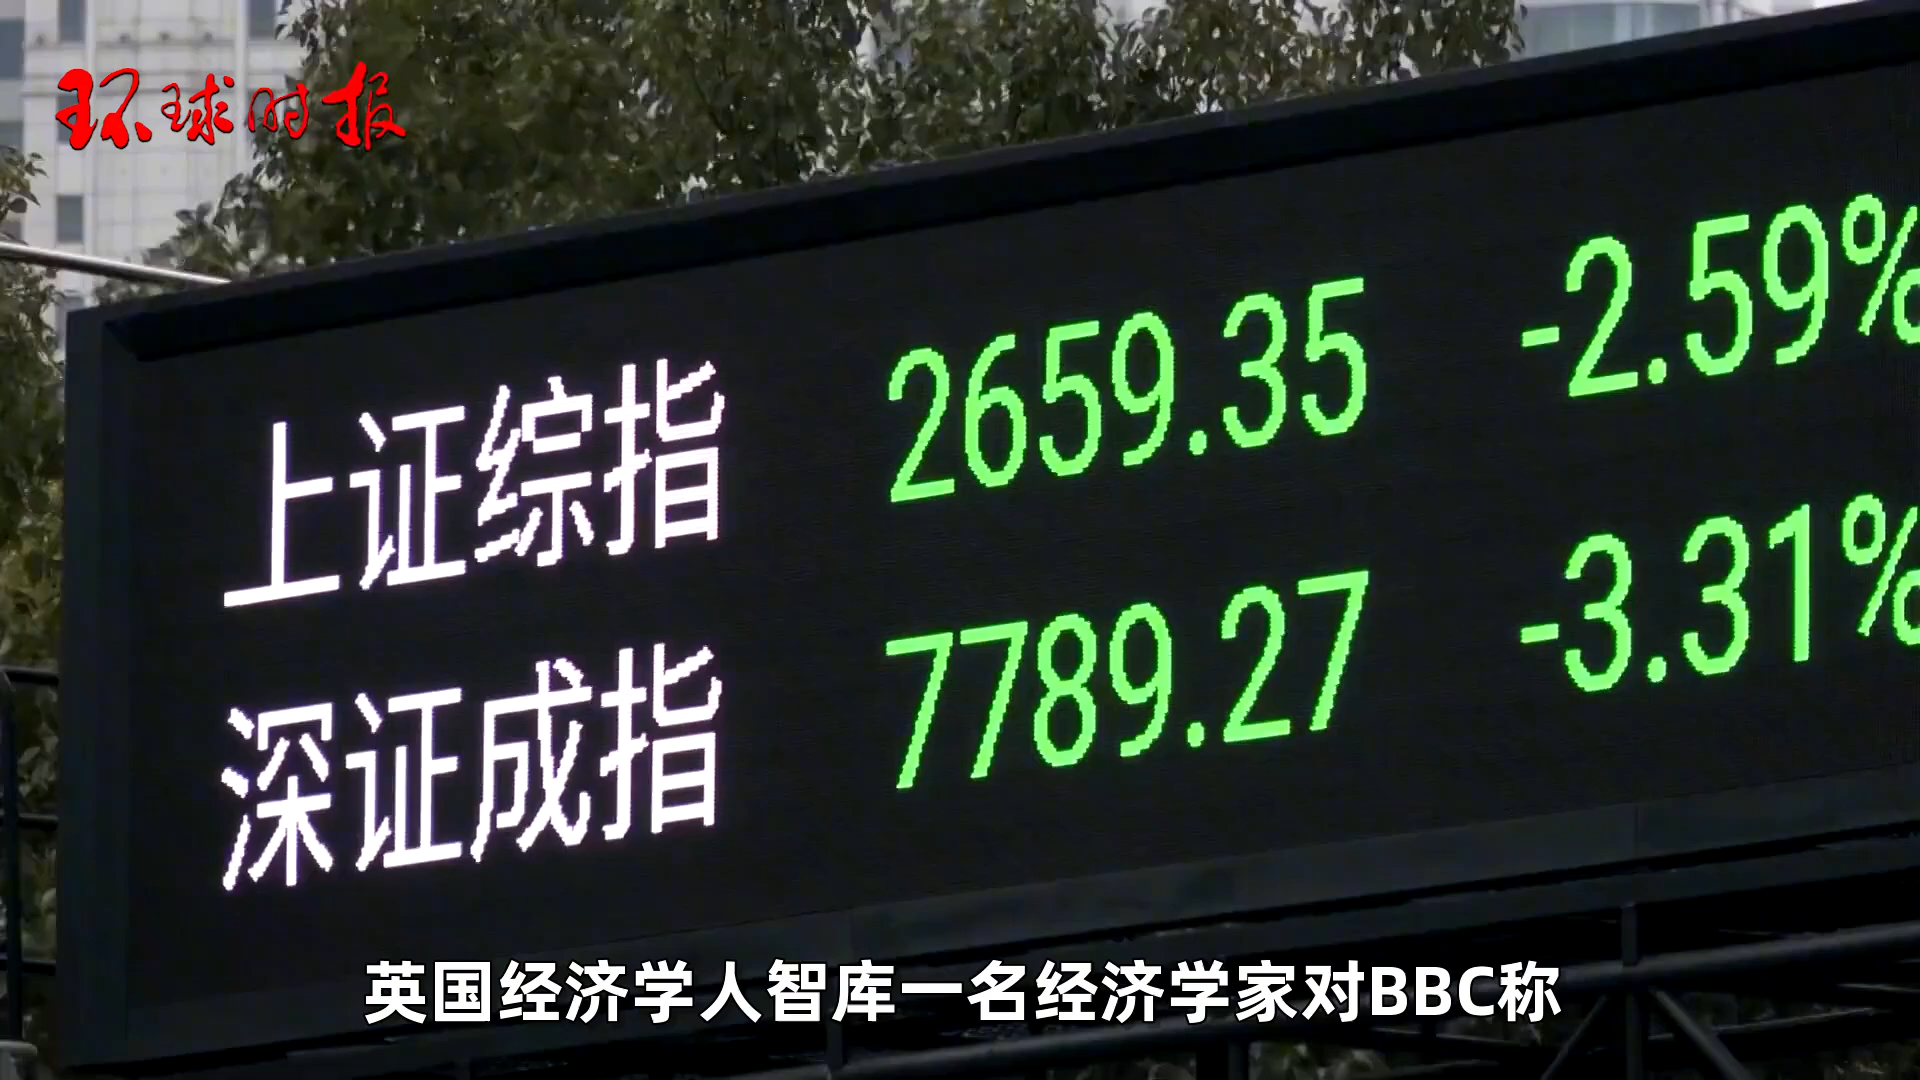 环球时报
上证综指 2659.35 -2.59%
深证成指 7789.27 -3.31%
英国经济学人智库一名经济学家对BBC称